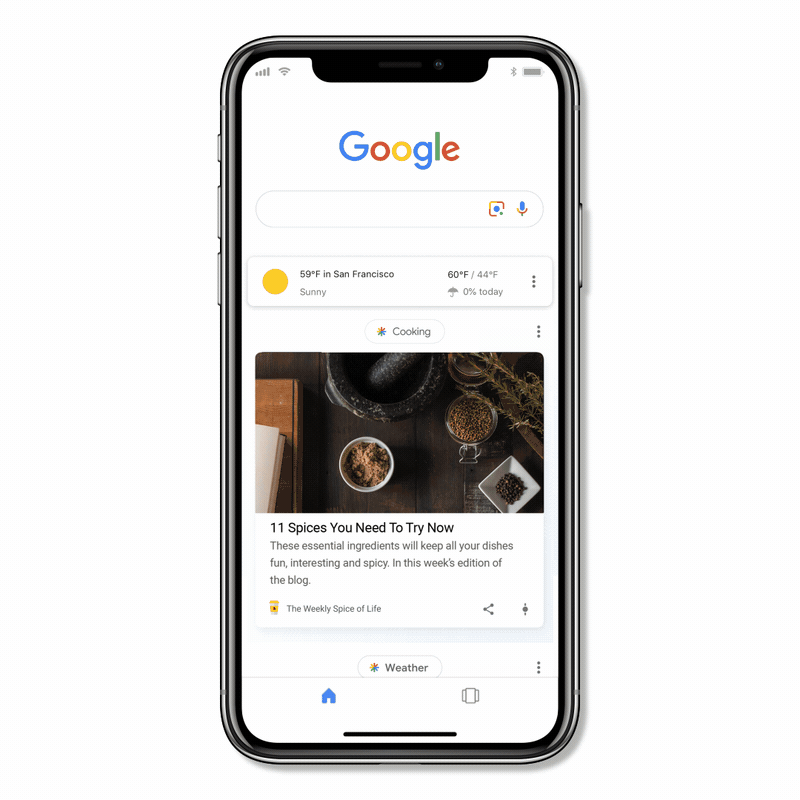 Google
59°F in San Francisco
60°F / 44°F
Sunny
0% today
Cooking
11 Spices You Need To Try Now
These essential ingredients will keep all your dishes
fun, interesting and spicy. In this week's edition of
the blog.
The Weekly Spice of Life
Weather